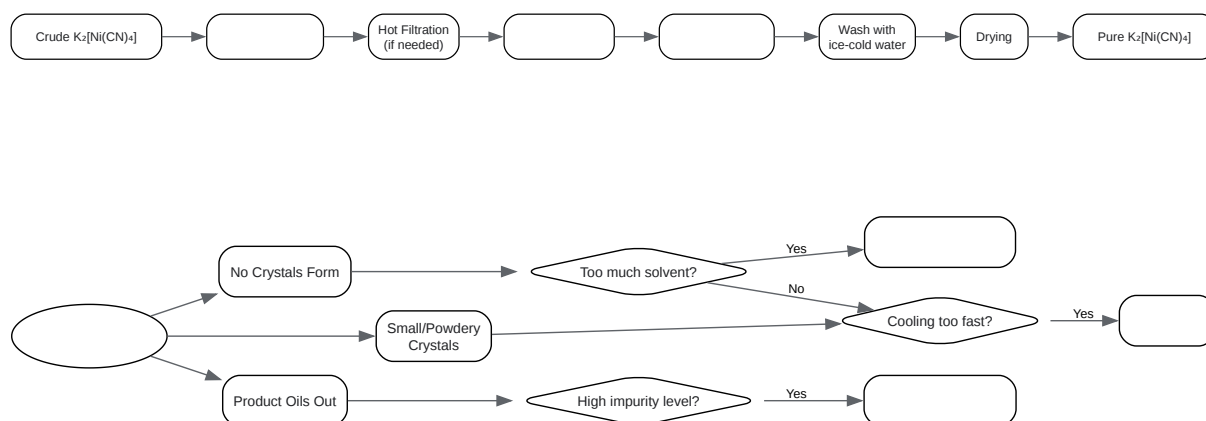 Crude K₂[Ni(CN)₄]
Hot Filtration
(if needed)
Wash with
ice-cold water
Drying
Pure K₂[Ni(CN)₄]
Yes
No Crystals Form
Too much solvent?
No
Small/Powdery
Crystals
Cooling too fast?
Yes
Product Oils Out
High impurity level?
Yes